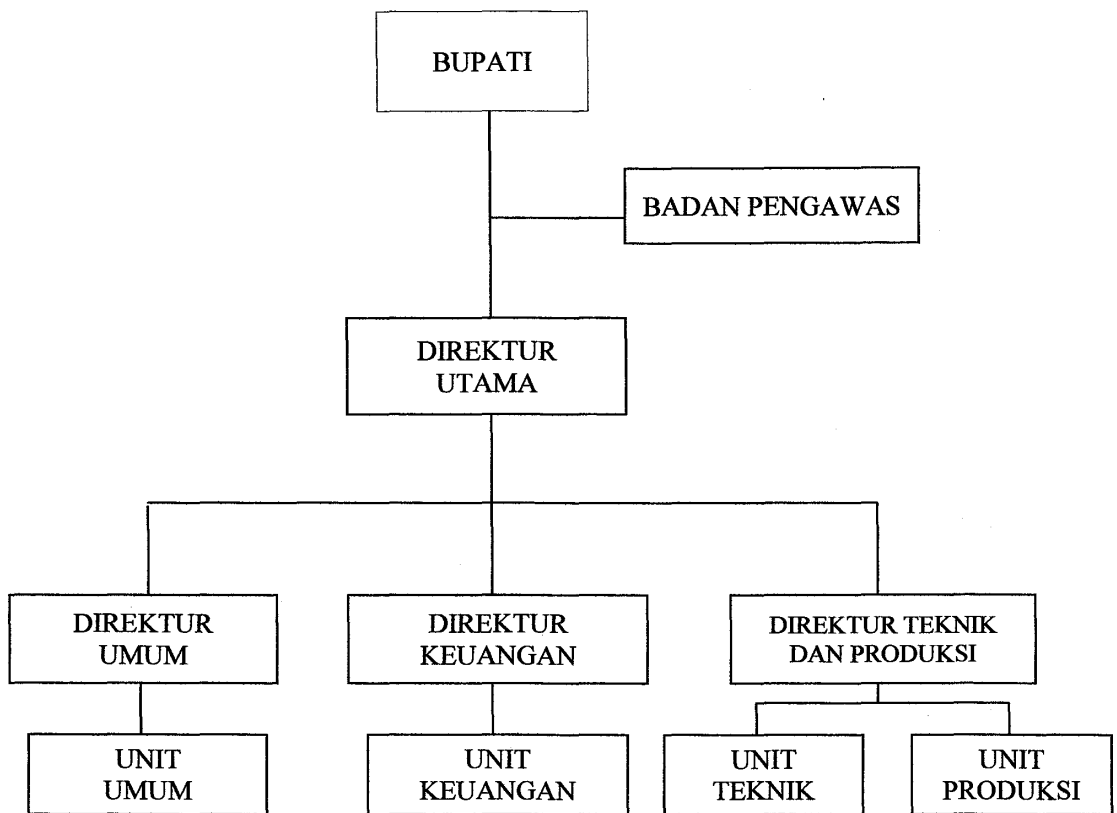 BUPATI
BADAN PENGAWAS
DIREKTUR
UTAMA
DIREKTUR
UMUM
DIREKTUR
KEUANGAN
DIREKTUR TEKNIK
DAN PRODUKSI
UNIT
UMUM
UNIT
KEUANGAN
UNIT
TEKNIK
UNIT
PRODUKSI